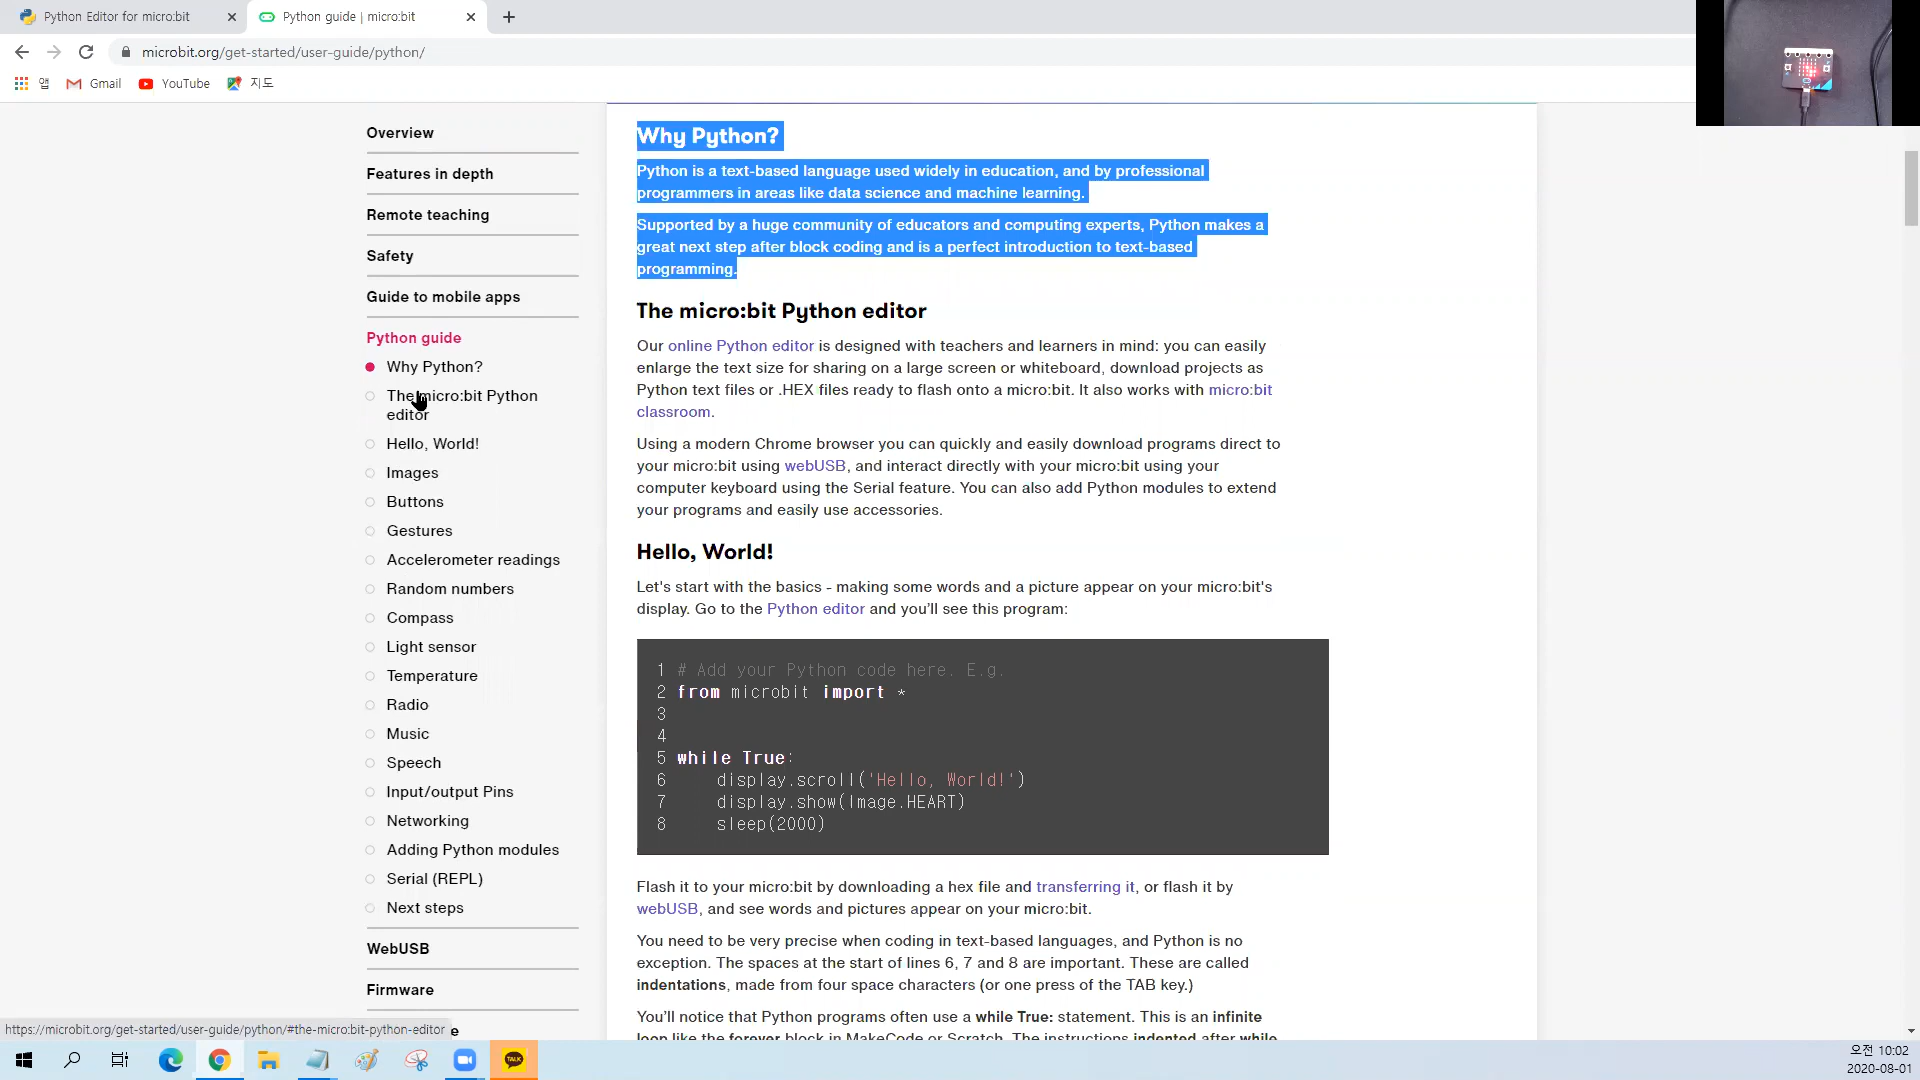 Python Editor for micro:bit
Python guide | micro:bit
microbit.org/get-started/user-guide/python/
앱
Gmail
YouTube
지도
Overview
Features in depth
Remote teaching
Safety
Guide to mobile apps
Python guide
Why Python?
The micro:bit Python
editor
Hello, World!
Images
Buttons
Gestures
Accelerometer readings
Random numbers
Compass
Light sensor
Temperature
Radio
Music
Speech
Input/output Pins
Networking
Adding Python modules
Serial (REPL)
Next steps
WebUSB
Firmware
Why Python?
Python is a text-based language used widely in education, and by professional
programmers in areas like data science and machine learning.
Supported by a huge community of educators and computing experts, Python makes a
great next step after block coding and is a perfect introduction to text-based
programming.
The micro:bit Python editor
Our online Python editor is designed with teachers and learners in mind: you can easily
enlarge the text size for sharing on a large screen or whiteboard, download projects as
Python text files or .HEX files ready to flash onto a micro:bit. It also works with micro:bit
classroom.
Using a modern Chrome browser you can quickly and easily download programs direct to
your micro:bit using webUSB, and interact directly with your micro:bit using your
computer keyboard using the Serial feature. You can also add Python modules to extend
your programs and easily use accessories.
Hello, World!
Let's start with the basics - making some words and a picture appear on your micro:bit's
display. Go to the Python editor and you’ll see this program:
1 # Add your Python code here. E.g.
2 from microbit import *
3
4
5 while True:
6 display.scroll('Hello, World!')
7 display.show(Image.HEART)
8 sleep(2000)
Flash it to your micro:bit by downloading a hex file and transferring it, or flash it by
webUSB, and see words and pictures appear on your micro:bit.
You need to be very precise when coding in text-based languages, and Python is no
exception. The spaces at the start of lines 6, 7 and 8 are important. These are called
indentations, made from four space characters (or one press of the TAB key.)
You’ll notice that Python programs often use a while True: statement. This is an infinite
loop like the forever block in MakeCode or Scratch. The instructions indented after while
https://microbit.org/get-started/user-guide/python/#the-micro:bit-python-editor
TALK
오전 10:02
2020-08-01